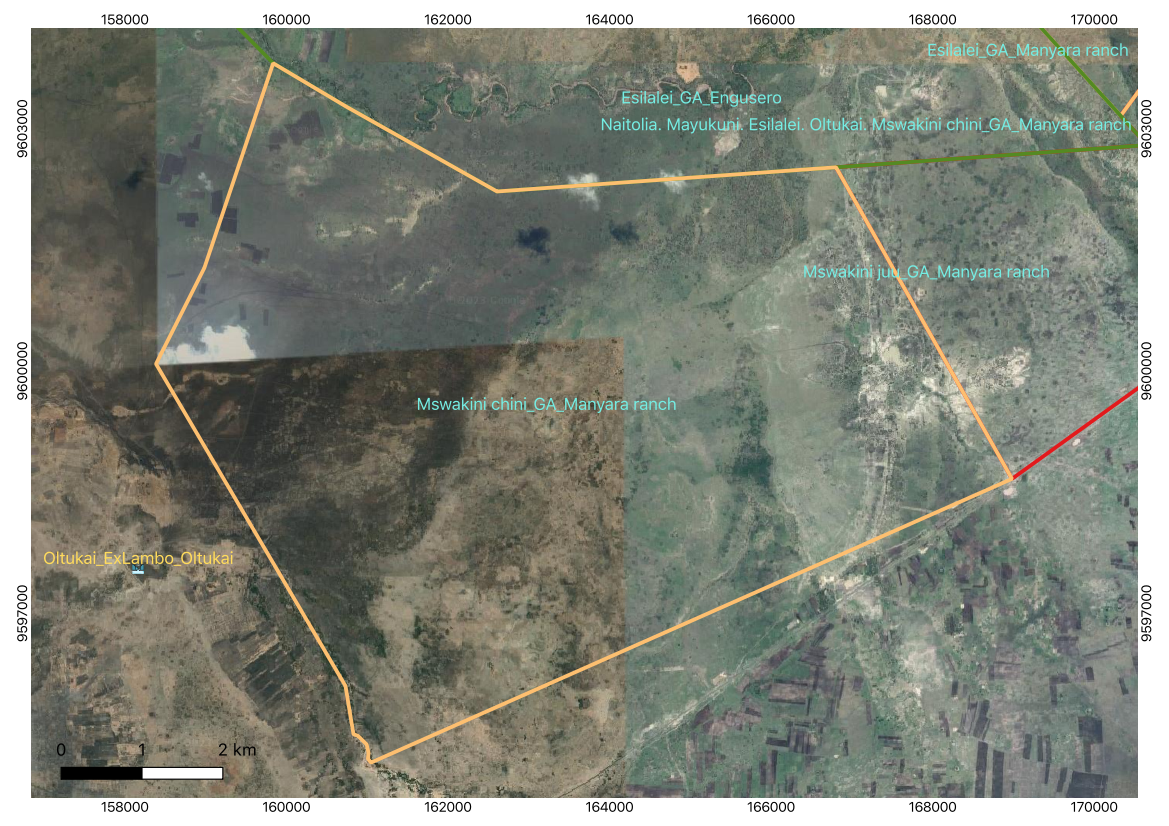 158000 160000 162000 164000 166000 168000 170000
Esilalei_GA_Manyara ranch
Esilalei_GA_Engusero
9603000
9603000
Naitolia. Mayukuni. Esilalei. Oltukai. Mswakini chini_GA_Manyara ranch
Mswakini juu_GA_Manyara ranch
9600000
9600000
Mswakini chini_GA_Manyara ranch
Oltukai_ExLambo_Oltukai
9597000
9597000
0 1 2 km
158000 160000 162000 164000 166000 168000 170000